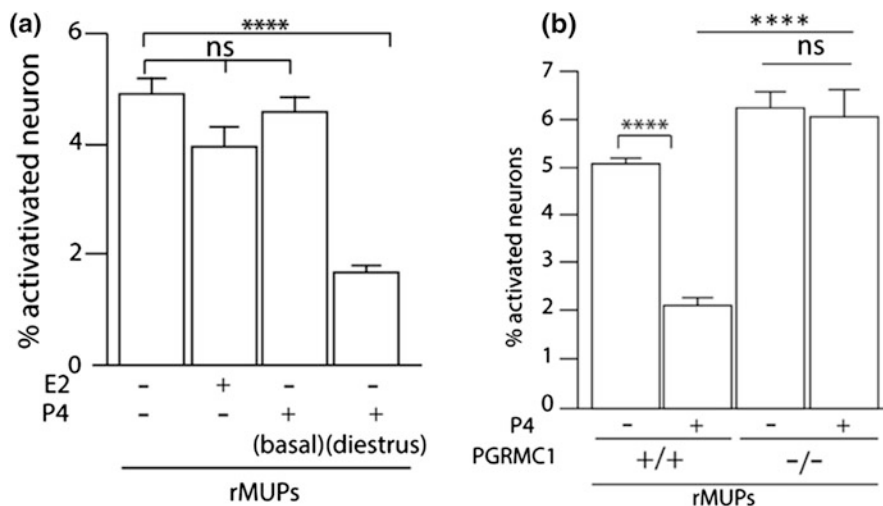 (a)
% activated neuron
6
4
2
0
****
ns
E2 - + - -
P4 - - + +
(basal)(diestrus)
rMUPs
(b)
% activated neurons
7
6
5
4
3
2
1
0
****
****
ns
P4 - + - +
PGRMC1 +/+ -/-
rMUPs